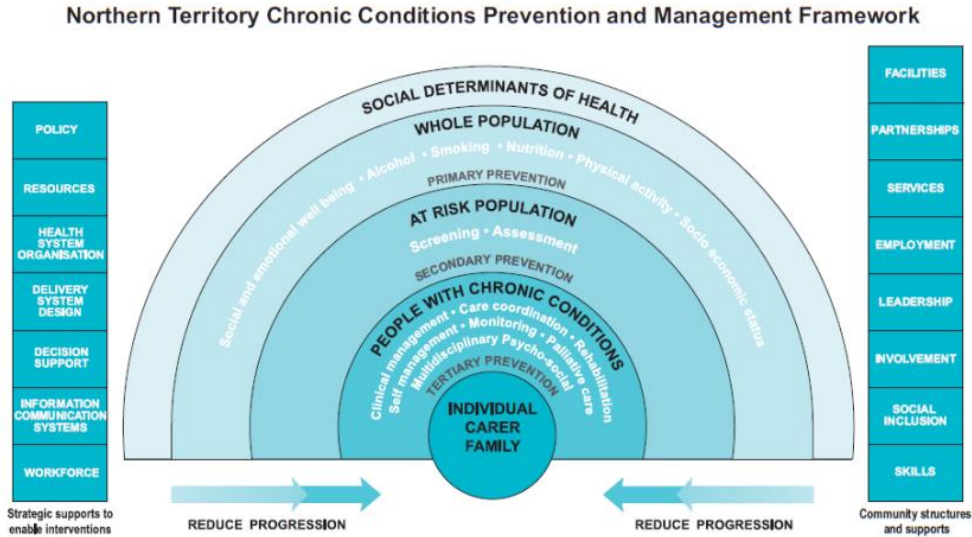 Northern Territory Chronic Conditions Prevention and Management Framework
POLICY
RESOURCES
HEALTH
SYSTEM
ORGANISATION
DELIVERY
SYSTEM
DESIGN
DECISION
SUPPORT
INFORMATION
COMMUNICATION
SYSTEMS
WORKFORCE
Strategic supports to
enable interventions
SOCIAL DETERMINANTS OF HEALTH
WHOLE POPULATION
Social and emotional well being • Alcohol • Smoking • Nutrition • Physical activity • Socio economic status
PRIMARY PREVENTION
AT RISK POPULATION
Screening • Assessment
SECONDARY PREVENTION
PEOPLE WITH CHRONIC CONDITIONS
Clinical management • Care coordination • Rehabilitation
Self management • Monitoring • Palliative care
Multidisciplinary Psycho-social
TERTIARY PREVENTION
INDIVIDUAL
CARER
FAMILY
REDUCE PROGRESSION
REDUCE PROGRESSION
FACILITIES
PARTNERSHIPS
SERVICES
EMPLOYMENT
LEADERSHIP
INVOLVEMENT
SOCIAL
INCLUSION
SKILLS
Community structures
and supports